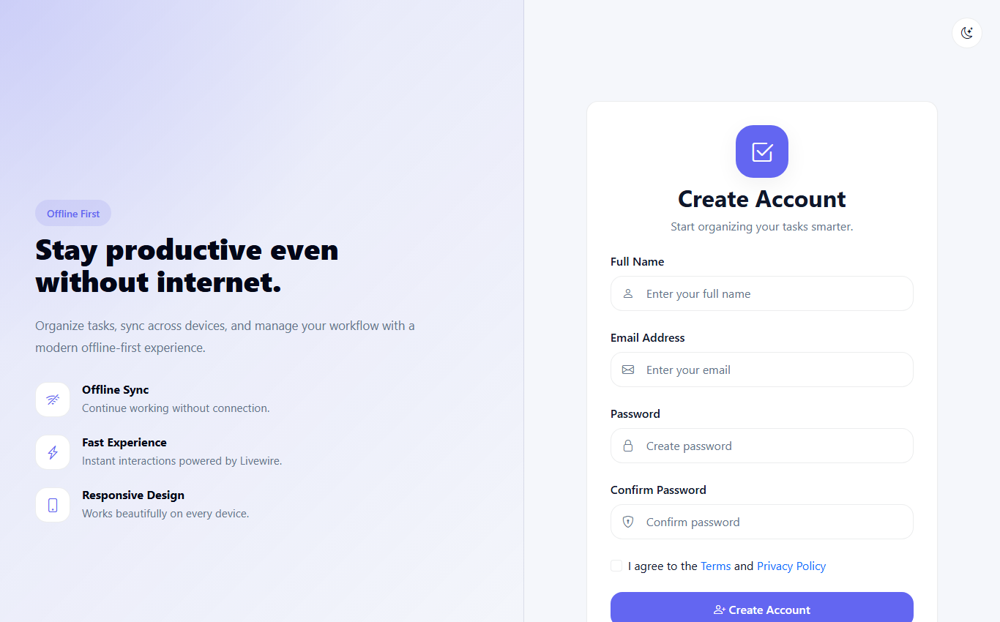 Offline First
Stay productive even
without internet.
Organize tasks, sync across devices, and manage your workflow with a
modern offline-first experience.
Offline Sync
Continue working without connection.
Fast Experience
Instant interactions powered by Livewire.
Responsive Design
Works beautifully on every device.
Create Account
Start organizing your tasks smarter.
Full Name
Enter your full name
Email Address
Enter your email
Password
Create password
Confirm Password
Confirm password
I agree to the Terms and Privacy Policy
Create Account